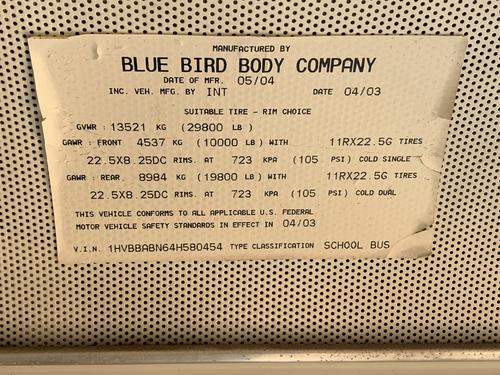 MANUFACTURED BY
BLUE BIRD BODY COMPANY
DATE OF MFR. 05/04
INC. VEH. MFG. BY INT DATE 04/03
SUITABLE TIRE - RIM CHOICE
GVWR : 13521 KG (29800 LB )
GAWR : FRONT 4537 KG (10000 LB ) WITH 11RX22.5G TIRES
22.5X8.25DC RIMS. AT 723 KPA (105 PSI) COLD SINGLE
GAWR : REAR. 8984 KG (19800 LB ) WITH 11RX22.5G TIRES
22.5X8.25DC RIMS. AT 723 KPA (105 PSI) COLD DUAL
THIS VEHICLE CONFORMS TO ALL APPLICABLE U.S. FEDERAL
MOTOR VEHICLE SAFETY STANDARDS IN EFFECT IN 04/03
V.I.N. 1HVBBABN64H580454 TYPE CLASSIFICATION SCHOOL BUS